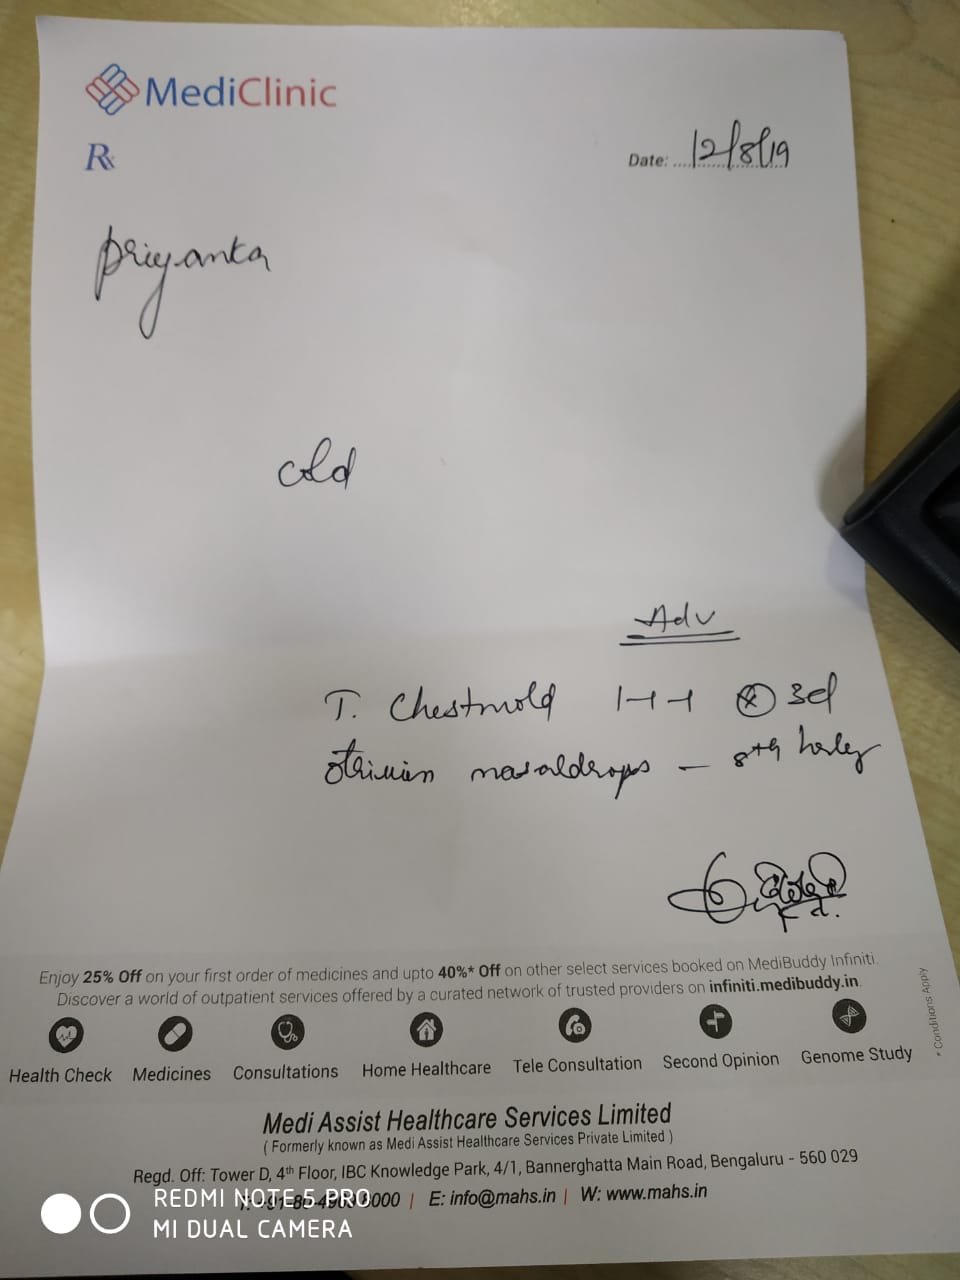 MediClinic
Rx
Date: 12/8/19
Priyanka
cold
Adv
T. Chestmold 1-1-1 x 3d
otrivin nasaldrops - 8th hrly
Enjoy 25% Off on your first order of medicines and upto 40%* Off on other select services booked on MediBuddy Infiniti.
Discover a world of outpatient services offered by a curated network of trusted providers on infiniti.medibuddy.in.
* Conditions Apply
Health Check Medicines Consultations Home Healthcare Tele Consultation Second Opinion Genome Study
Medi Assist Healthcare Services Limited
( Formerly known as Medi Assist Healthcare Services Private Limited )
Regd. Off: Tower D, 4th Floor, IBC Knowledge Park, 4/1, Bannerghatta Main Road, Bengaluru - 560 029
E: info@mahs.in | W: www.mahs.in
REDMI NOTE 5 PRO
MI DUAL CAMERA